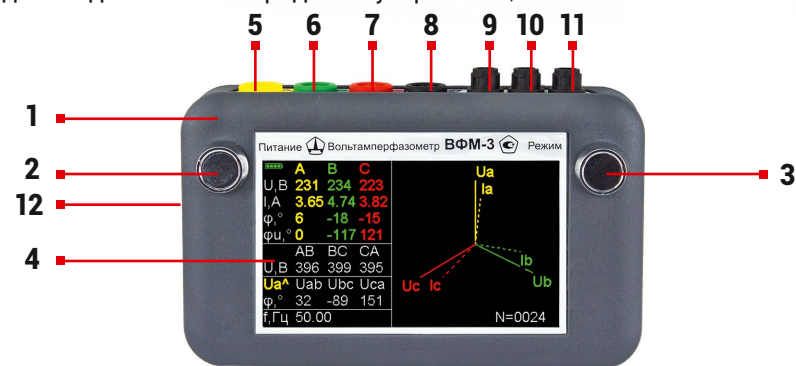 5 6 7 8 9 10 11
1
2
12
4
3
Питание Вольтамперфазометр ВФМ-3 Режим
A B C
U,B 231 234 223
I,A 3.65 4.74 3.82
φ,° 6 -18 -15
φu,° 0 -117 121
AB BC CA
U,B 396 399 395
Ua^ Uab Ubc Uca
φ,° 32 -89 151
f,Гц 50.00
Ua
Ia
Ib
Ub
Uc Ic
N=0024